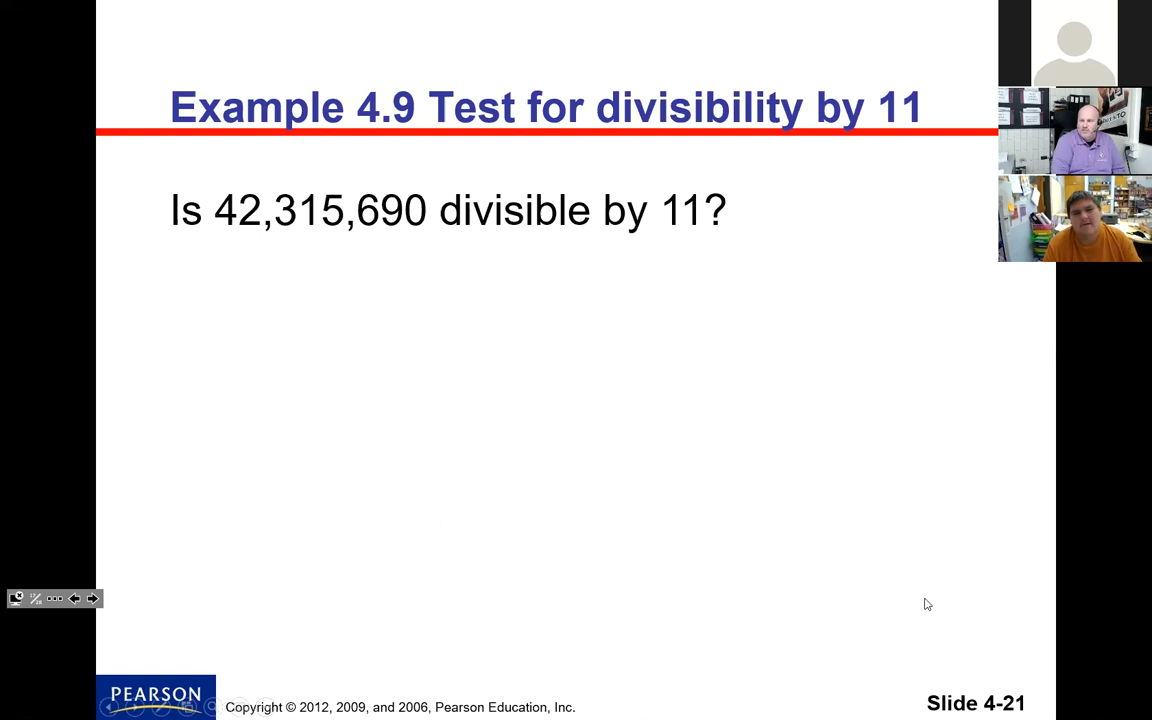 Example 4.9 Test for divisibility by 11
Is 42,315,690 divisible by 11?
PEARSON
Copyright © 2012, 2009, and 2006, Pearson Education, Inc.
Slide 4-21